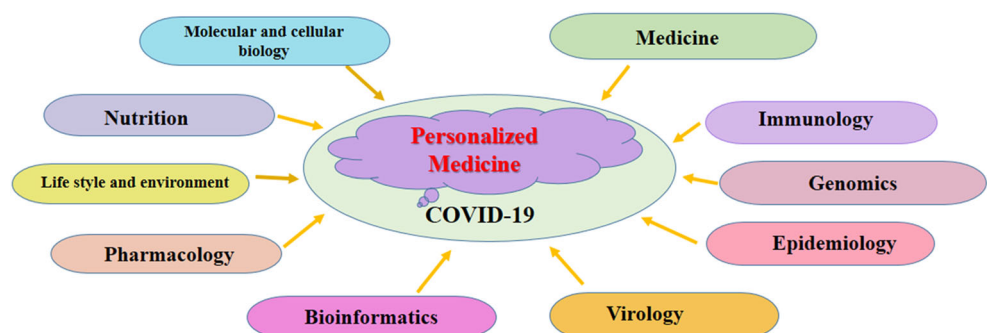 Molecular and cellular
biology
Medicine
Nutrition
Immunology
Personalized
Medicine
Life style and environment
Genomics
COVID-19
Pharmacology
Epidemiology
Bioinformatics
Virology